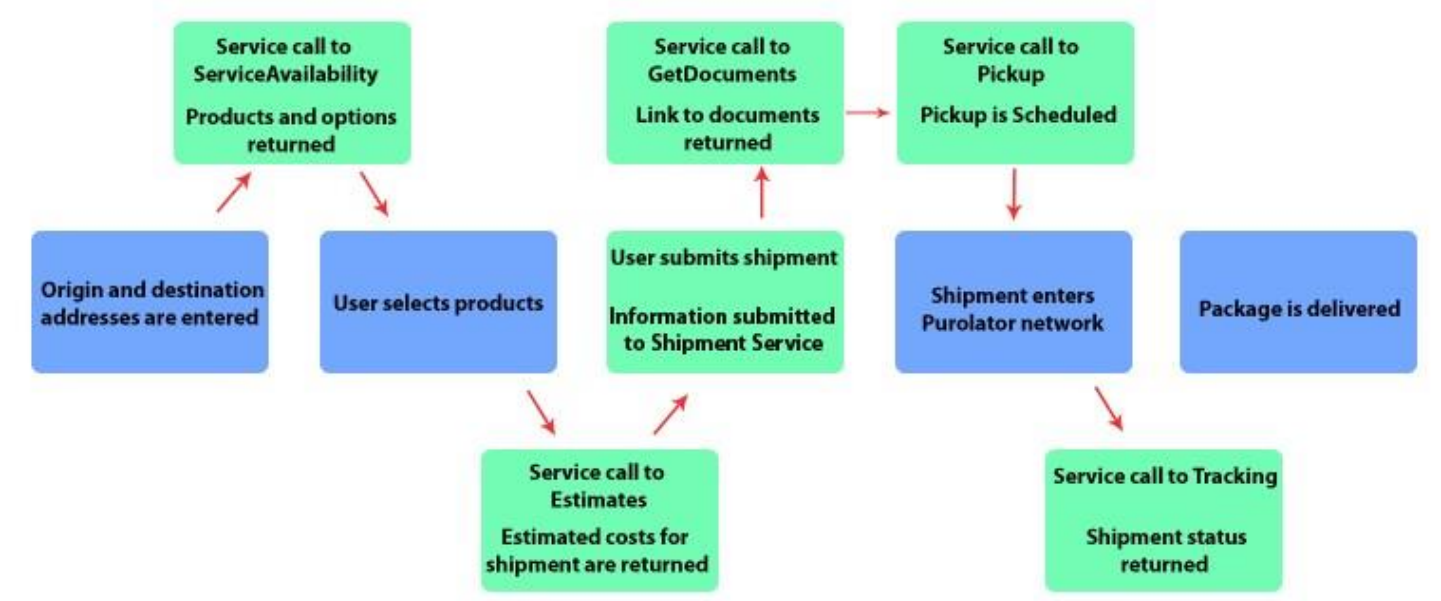 Service call to
ServiceAvailability
Products and options
returned
Service call to
GetDocuments
Link to documents
returned
Service call to
Pickup
Pickup is Scheduled
Origin and destination
addresses are entered
User selects products
User submits shipment
Information submitted
to Shipment Service
Shipment enters
Purolator network
Package is delivered
Service call to
Estimates
Estimated costs for
shipment are returned
Service call to Tracking
Shipment status
returned